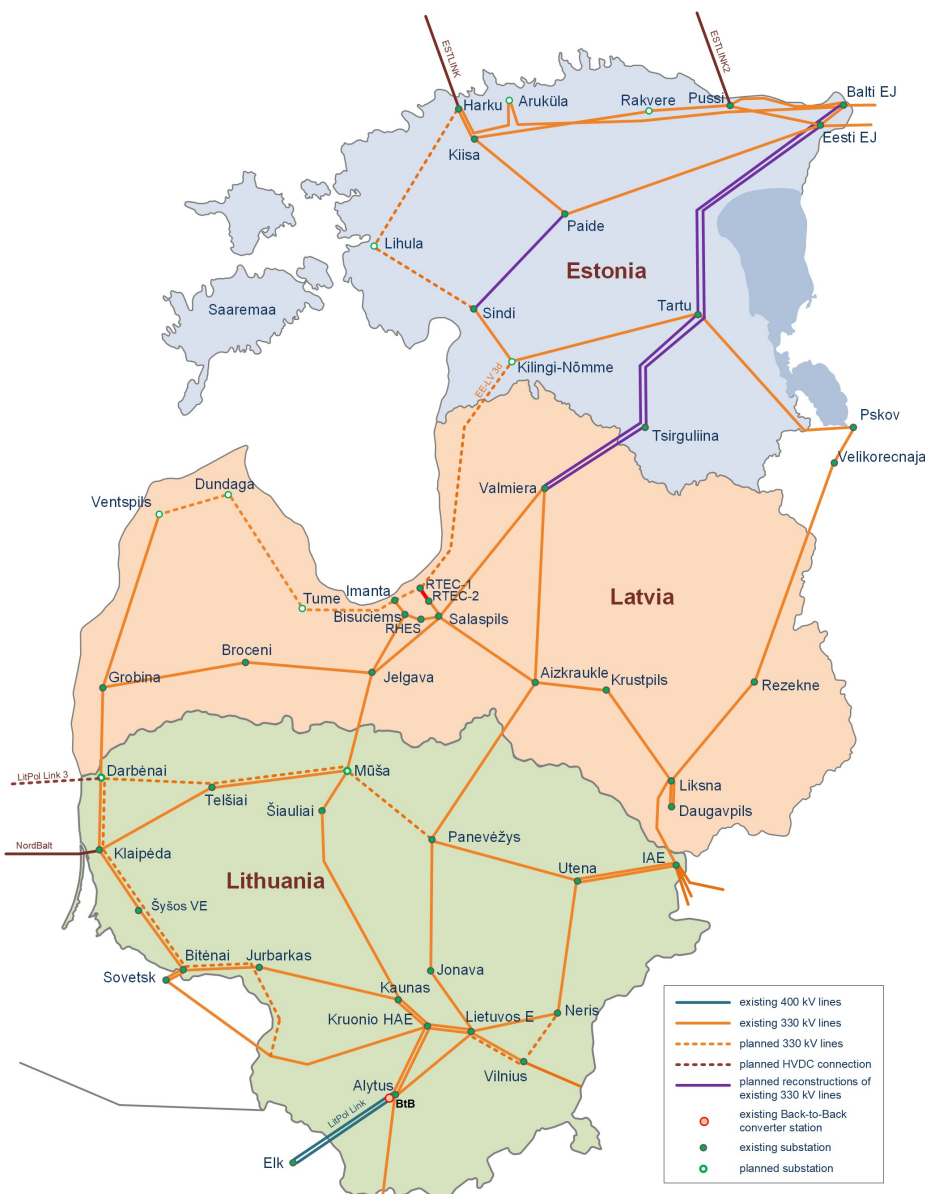 ESTLINK
ESTLINK2
Harku
Aruküla
Rakvere
Pussi
Balti EJ
Eesti EJ
Kiisa
Paide
Lihula
Estonia
Saaremaa
Sindi
Tartu
Kilingi-Nõmme
EE-LV 3d
Pskov
Tsirguliina
Velikorecnaja
Dundaga
Valmiera
Ventspils
Imanta
RTEC-1
RTEC-2
Tume
Latvia
Bisuciems
RHES
Salaspils
Broceni
Grobina
Jelgava
Aizkraukle
Krustpils
Rezekne
LitPol Link 3
Darbėnai
Mūša
Telšiai
Liksna
Šiauliai
Daugavpils
Panevėžys
NordBalt
Klaipėda
Utena
IAE
Lithuania
Šyšos VE
Bitėnai
Jurbarkas
Sovetsk
Jonava
Kaunas
Kruonio HAE
Lietuvos E
Neris
Vilnius
Alytus
BtB
LitPol Link
Elk
existing 400 kV lines
existing 330 kV lines
planned 330 kV lines
planned HVDC connection
planned reconstructions of
existing 330 kV lines
existing Back-to-Back
converter station
existing substation
planned substation